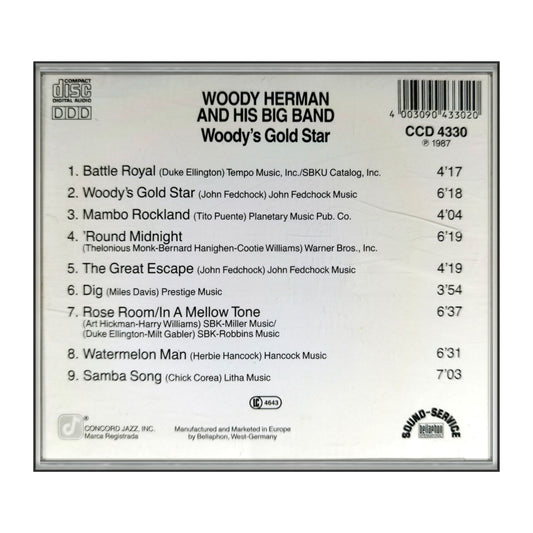 COMPACT
disc
DIGITAL AUDIO
DDD
WOODY HERMAN
AND HIS BIG BAND
Woody's Gold Star
4 003090 433020
CCD 4330
℗ 1987
1. Battle Royal (Duke Ellington) Tempo Music, Inc./SBKU Catalog, Inc. 4'17
2. Woody's Gold Star (John Fedchock) John Fedchock Music 6'18
3. Mambo Rockland (Tito Puente) Planetary Music Pub. Co. 4'04
4. 'Round Midnight 6'19
(Thelonious Monk-Bernard Hanighen-Cootie Williams) Warner Bros., Inc.
5. The Great Escape (John Fedchock) John Fedchock Music 4'19
6. Dig (Miles Davis) Prestige Music 3'54
7. Rose Room/In A Mellow Tone 6'37
(Art Hickman-Harry Williams) SBK-Miller Music/
(Duke Ellington-Milt Gabler) SBK-Robbins Music
8. Watermelon Man (Herbie Hancock) Hancock Music 6'31
9. Samba Song (Chick Corea) Litha Music 7'03
LC 4643
®
CONCORD JAZZ, INC.
Marca Registrada
Manufactured and Marketed in Europe
by Bellaphon, West-Germany
SOUND-SERVICE
bellaphon